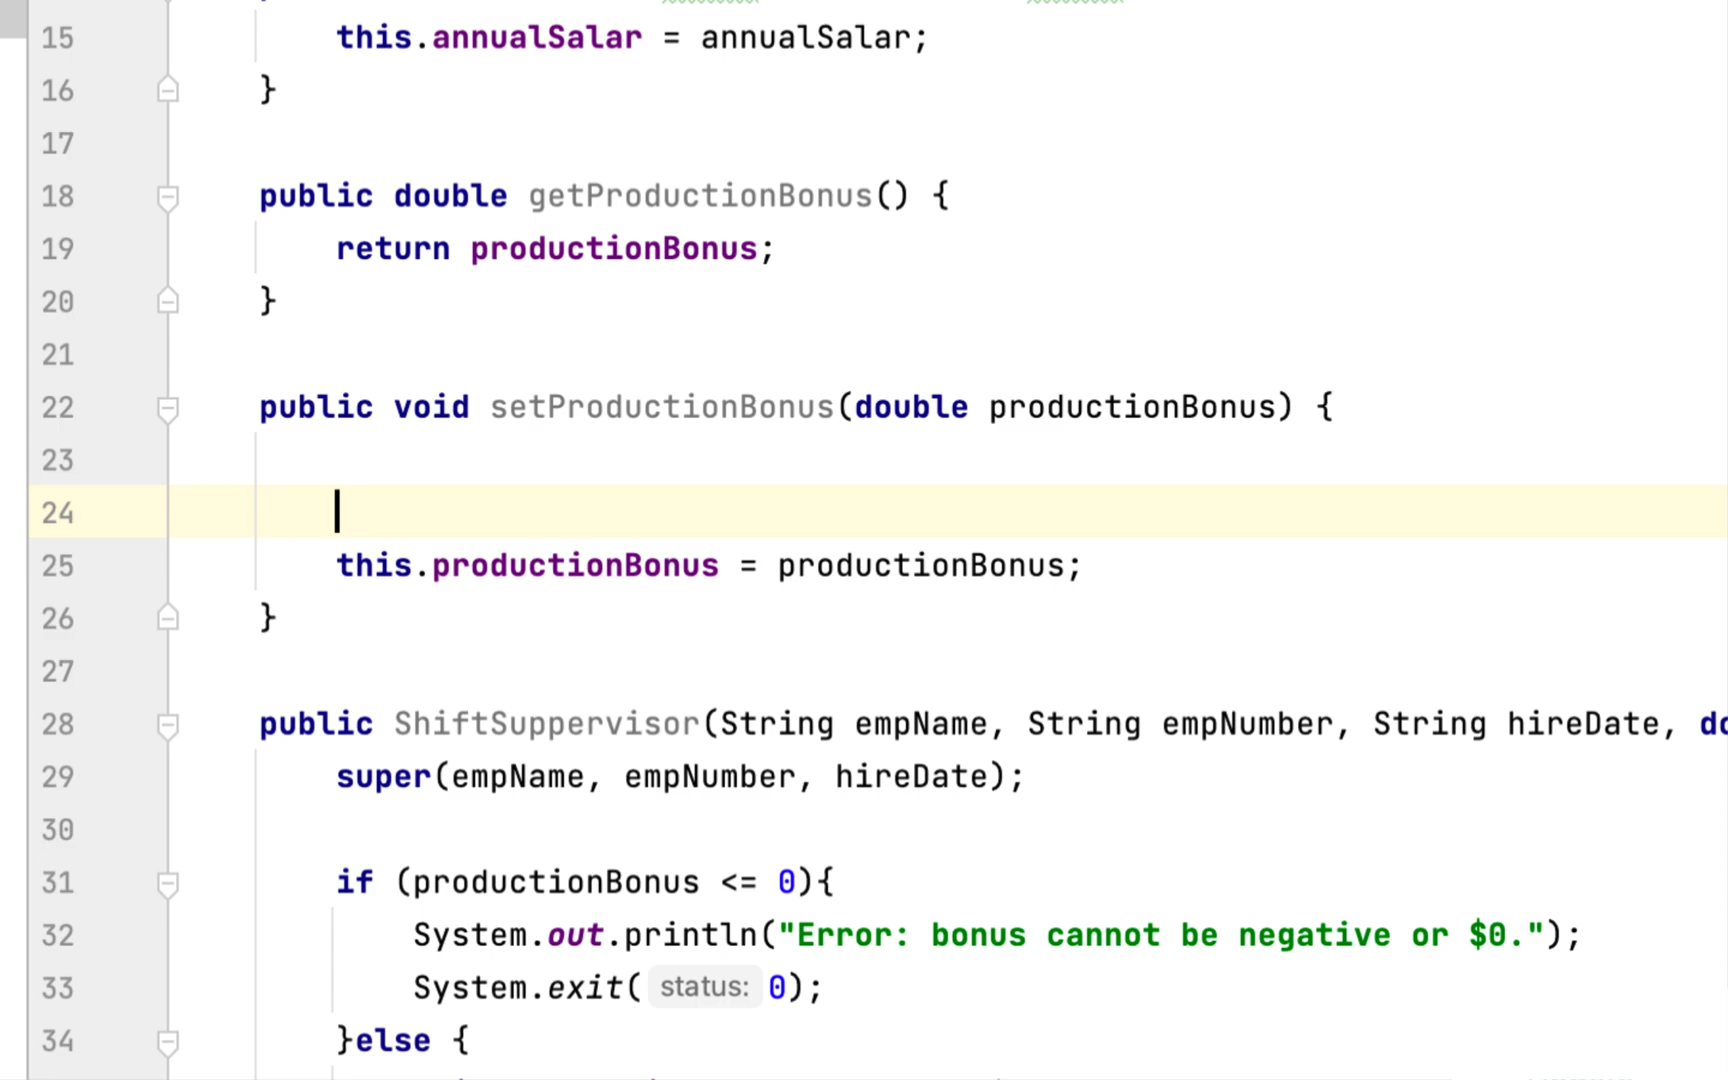 15 this.annualSalar = annualSalar;
16 }
17
18 public double getProductionBonus() {
19 return productionBonus;
20 }
21
22 public void setProductionBonus(double productionBonus) {
23
24
25 this.productionBonus = productionBonus;
26 }
27
28 public ShiftSuppervisor(String empName, String empNumber, String hireDate, do
29 super(empName, empNumber, hireDate);
30
31 if (productionBonus <= 0){
32 System.out.println("Error: bonus cannot be negative or $0.");
33 System.exit( status: 0);
34 }else {